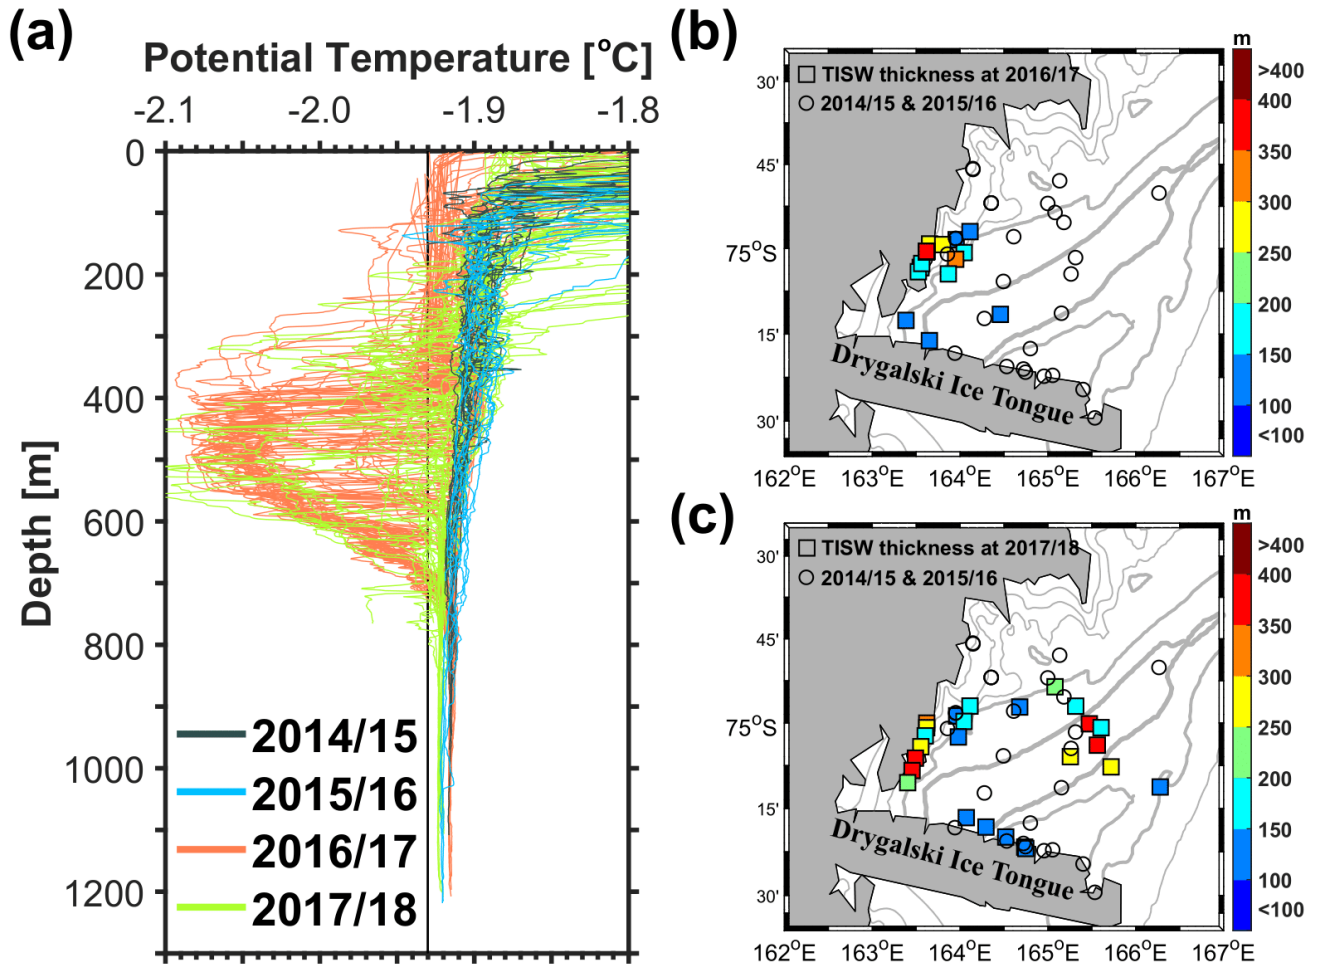 (a)
Potential Temperature [°C]
-2.1 -2.0 -1.9 -1.8
0
200
400
600
800
1000
1200
Depth [m]
2014/15
2015/16
2016/17
2017/18
(b)
TISW thickness at 2016/17
2014/15 & 2015/16
30'
45'
75°S
15'
30'
Drygalski Ice Tongue
162°E 163°E 164°E 165°E 166°E 167°E
m
>400
400
350
300
250
200
150
100
<100
(c)
TISW thickness at 2017/18
2014/15 & 2015/16
30'
45'
75°S
15'
30'
Drygalski Ice Tongue
162°E 163°E 164°E 165°E 166°E 167°E
m
>400
400
350
300
250
200
150
100
<100